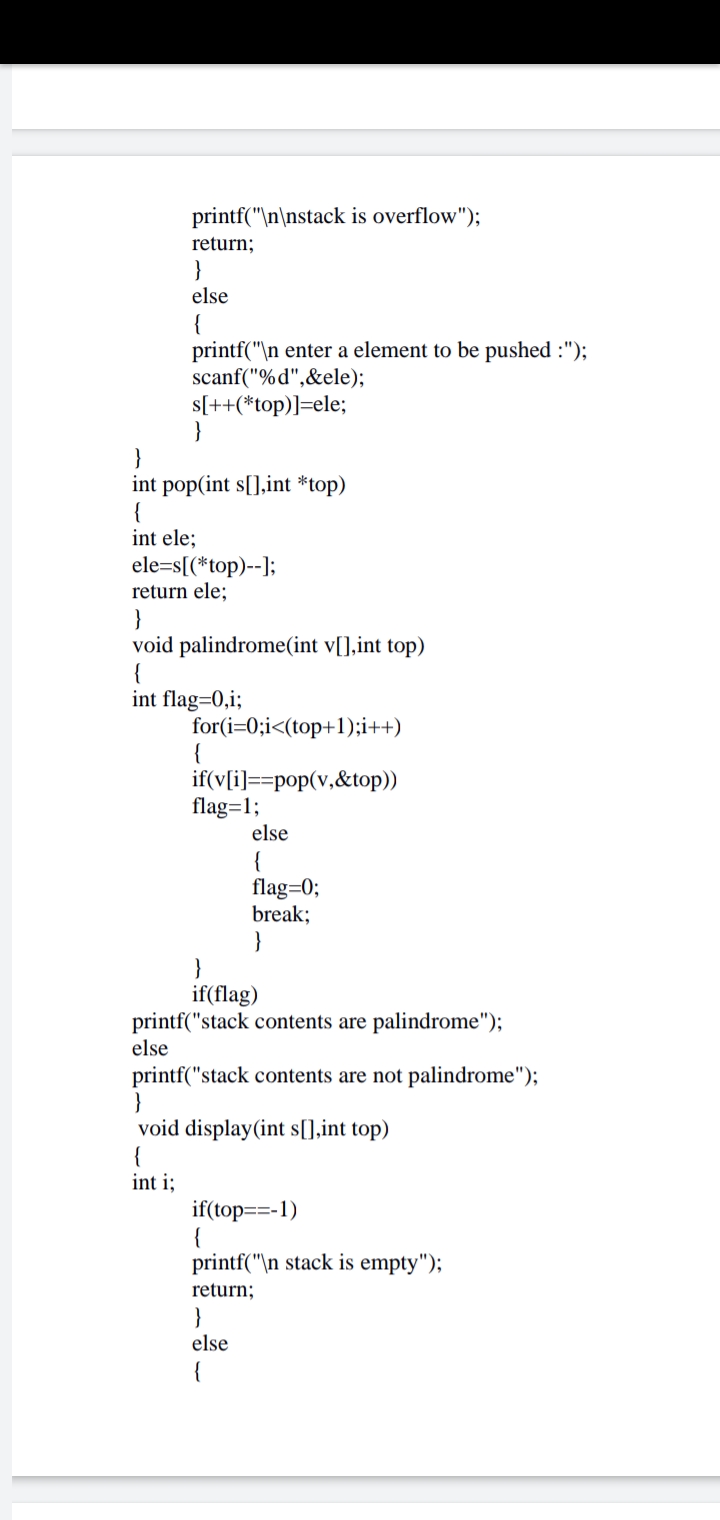 printf("\n\nstack is overflow");
return;
}
else
{
printf("\n enter a element to be pushed :");
scanf("%d",&ele);
s[++(*top)]=ele;
}
}
int pop(int s[],int *top)
{
int ele;
ele=s[(*top)--];
return ele;
}
void palindrome(int v[],int top)
{
int flag=0,i;
for(i=0;i<(top+1);i++)
{
if(v[i]==pop(v,&top))
flag=1;
else
{
flag=0;
break;
}
}
if(flag)
printf("stack contents are palindrome");
else
printf("stack contents are not palindrome");
}
void display(int s[],int top)
{
int i;
if(top==-1)
{
printf("\n stack is empty");
return;
}
else
{